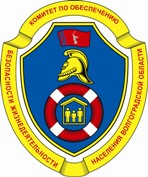 КОМИТЕТ ПО ОБЕСПЕЧЕНИЮ
БЕЗОПАСНОСТИ ЖИЗНЕДЕЯТЕЛЬНОСТИ
НАСЕЛЕНИЯ ВОЛГОГРАДСКОЙ ОБЛАСТИ